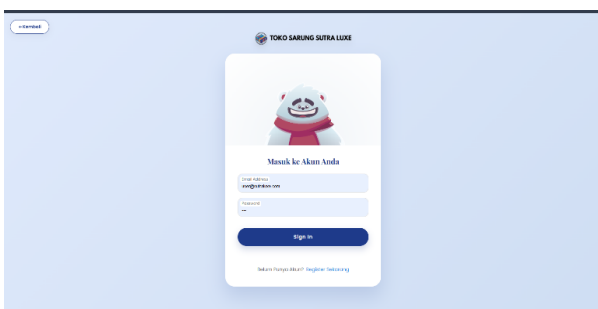 Kembali
TOKO SARUNG SUTRA LUXE
Masuk ke Akun Anda
Email Address
Password
Sign In
Belum Punya Akun? Register Sekarang